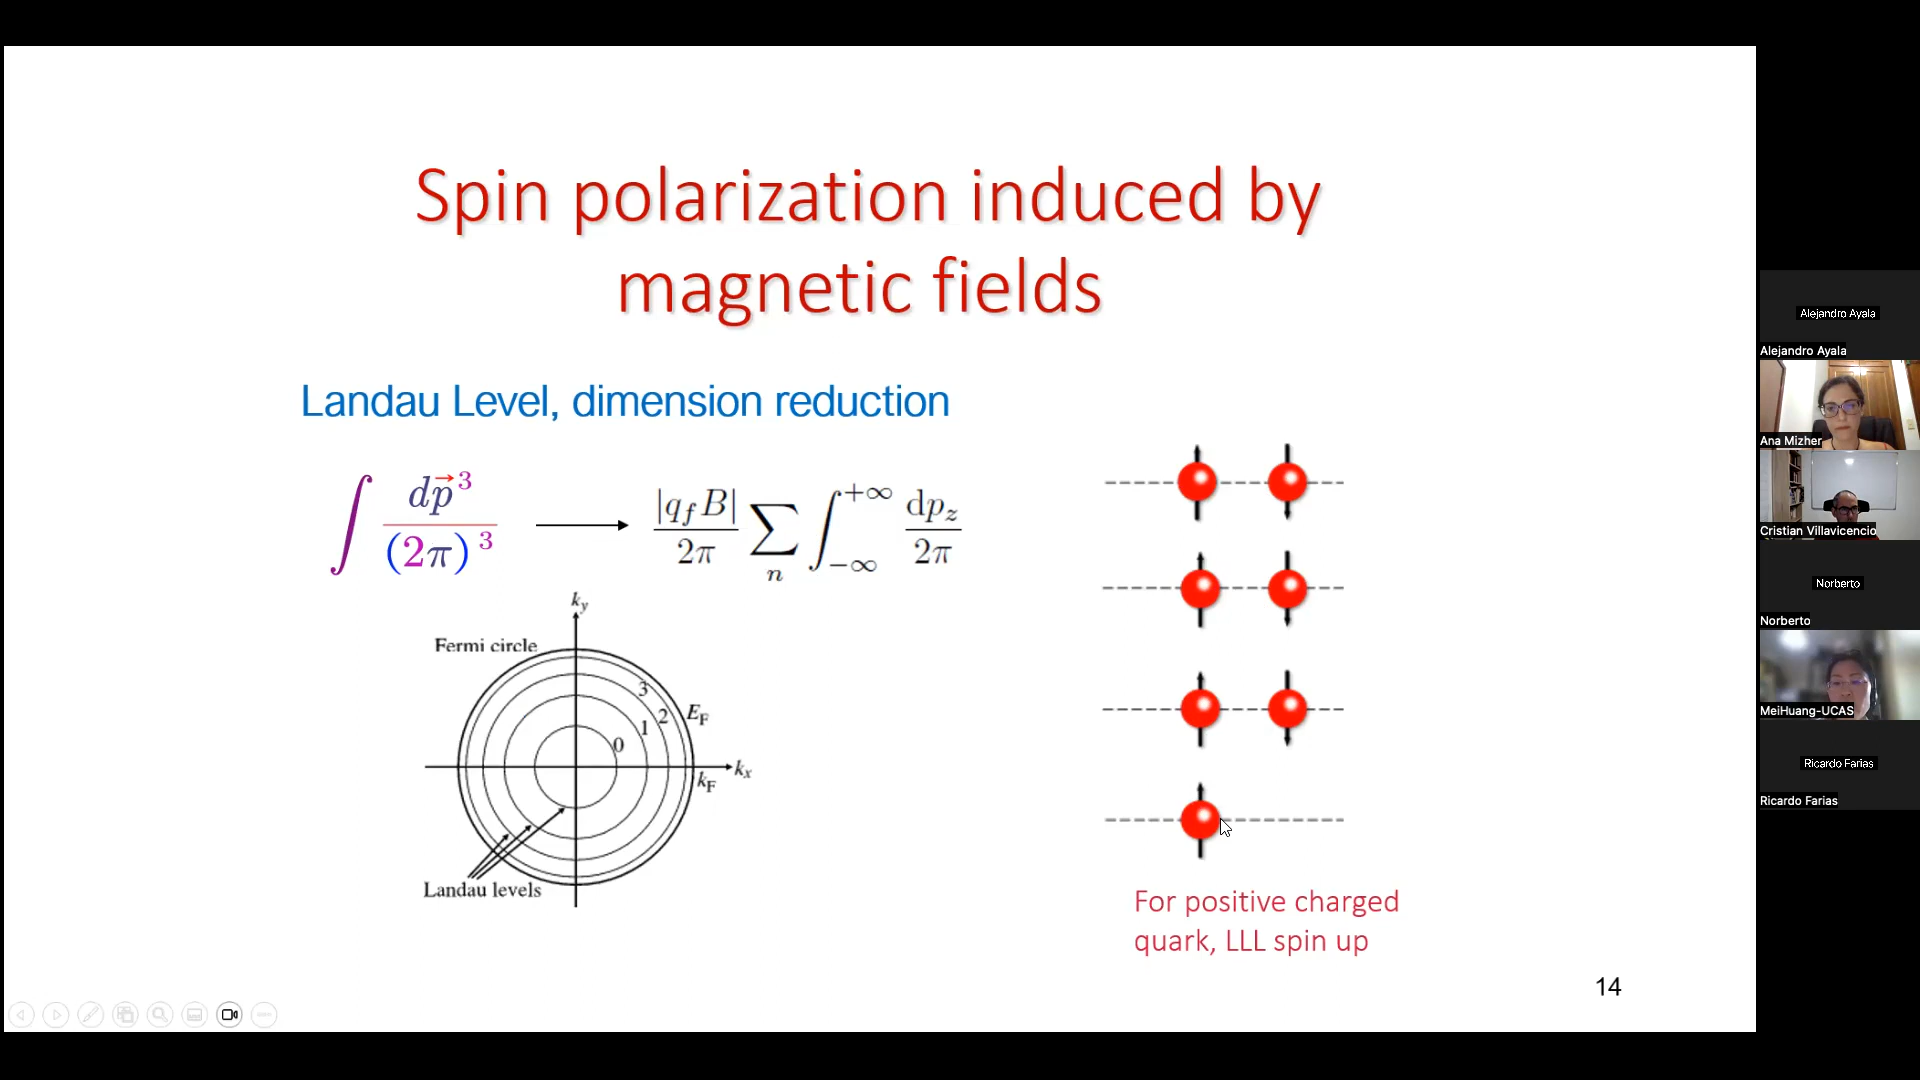 Spin polarization induced by
magnetic fields
Landau Level, dimension reduction
∫ dp⃗³/(2π)³ ⟶ |q_f B|/2π ∑_n ∫_{−∞}^{+∞} dp_z/2π
k_y
Fermi circle
3
2
E_F
1
0
k_x
k_F
Landau levels
For positive charged
quark, LLL spin up
14
Alejandro Ayala
Alejandro Ayala
Ana Mizher
Cristian Villavicencio
Norberto
Norberto
MeiHuang-UCAS
Ricardo Farias
Ricardo Farias